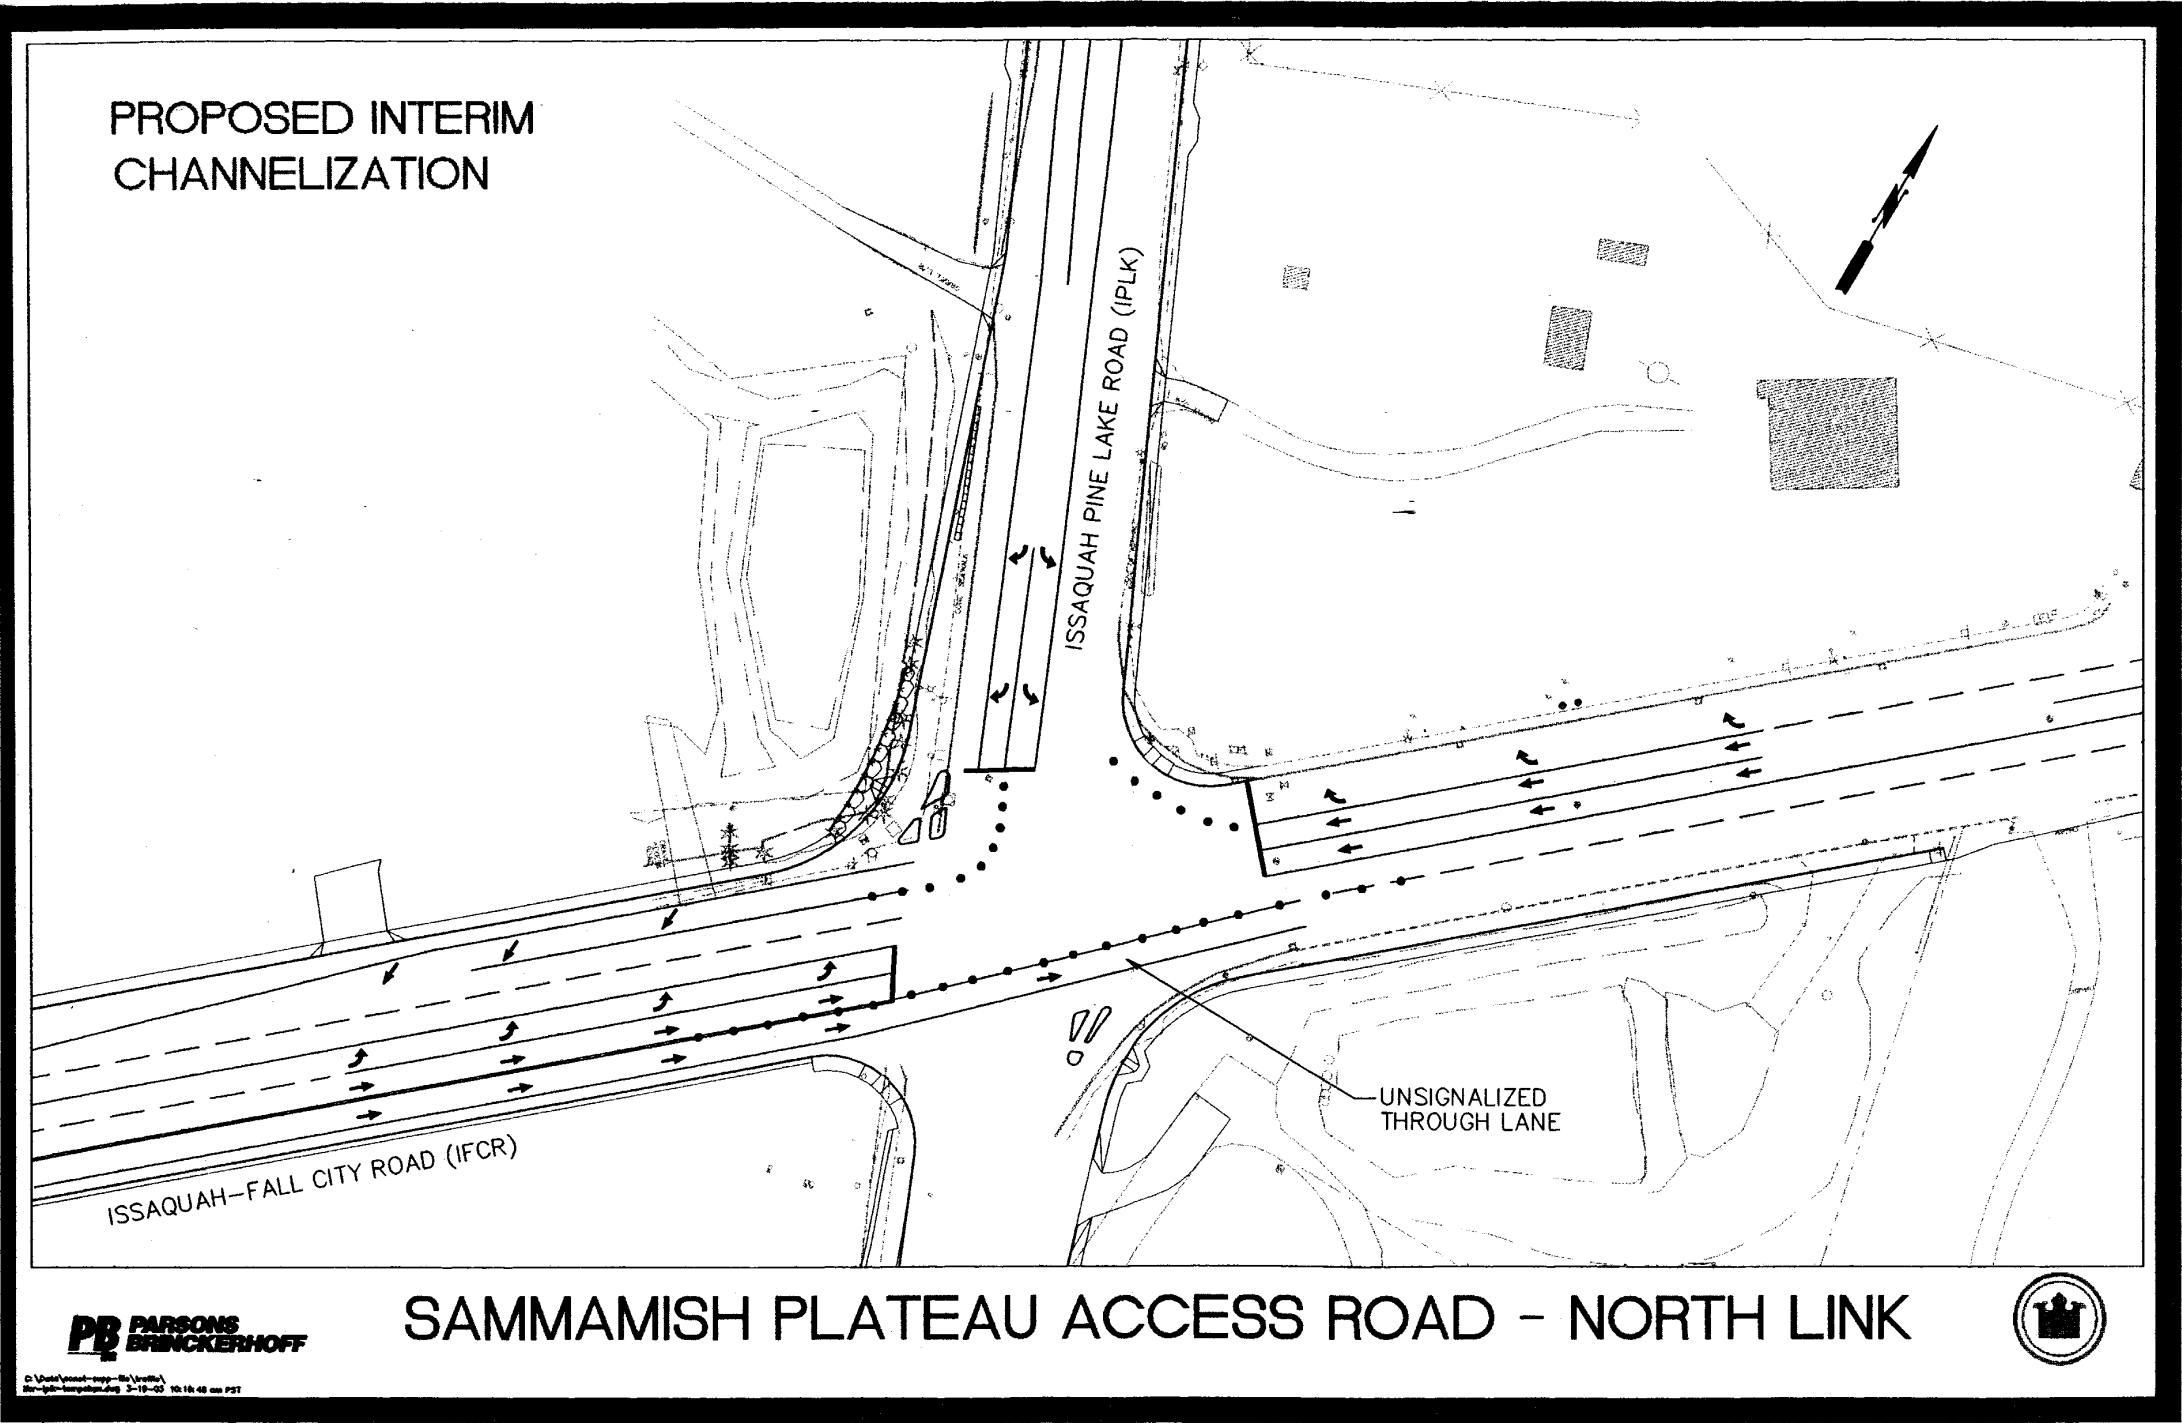 PROPOSED INTERIM
CHANNELIZATION
ISSAQUAH PINE LAKE ROAD (IPLK)
UNSIGNALIZED
THROUGH LANE
ISSAQUAH-FALL CITY ROAD (IFCR)
PB PARSONS
BRINCKERHOFF
SAMMAMISH PLATEAU ACCESS ROAD - NORTH LINK